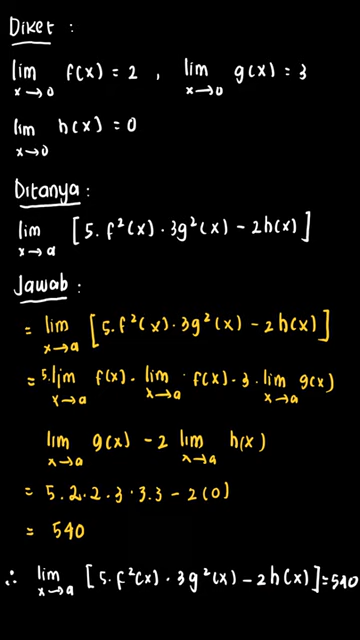 Diket :
lim x→0 f(x) = 2 , lim x→0 g(x) = 3
lim x→0 h(x) = 0
Ditanya :
lim x→a [5. f²(x) · 3g²(x) - 2h(x)]
Jawab :
= lim x→a [5. f²(x) · 3g²(x) - 2h(x)]
= 5. lim x→a f(x) · lim x→a · f(x) · 3 · lim x→a g(x)
lim x→a g(x) - 2 lim x→a h(x)
= 5 . 2 . 2 . 3 . 3 . 3 - 2(0)
= 540
∴ lim x→a [5. f²(x) · 3g²(x) - 2h(x)] = 540